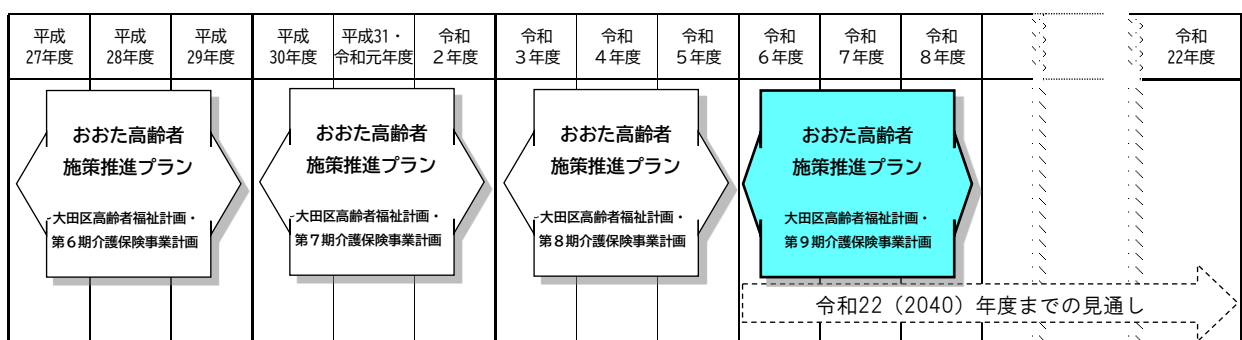 平成
27年度
平成
28年度
平成
29年度
平成
30年度
平成31・
令和元年度
令和
2年度
令和
3年度
令和
4年度
令和
5年度
令和
6年度
令和
7年度
令和
8年度
令和
22年度
おおた高齢者
施策推進プラン
-大田区高齢者福祉計画・
第6期介護保険事業計画
おおた高齢者
施策推進プラン
-大田区高齢者福祉計画・
第7期介護保険事業計画
おおた高齢者
施策推進プラン
-大田区高齢者福祉計画・
第8期介護保険事業計画
おおた高齢者
施策推進プラン
大田区高齢者福祉計画・
第9期介護保険事業計画
令和22（2040）年度までの見通し